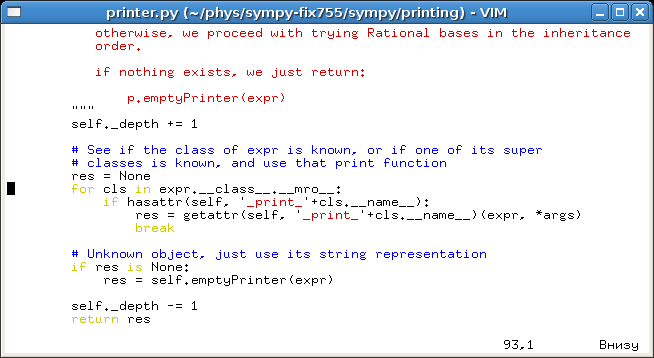 printer.py (~/phys/sympy-fix755/sympy/printing) - VIM
otherwise, we proceed with trying Rational bases in the inheritance
order.
if nothing exists, we just return:
p.emptyPrinter(expr)
"""
self._depth += 1
# See if the class of expr is known, or if one of its super
# classes is known, and use that print function
res = None
for cls in expr.__class__.__mro__:
if hasattr(self, '_print_'+cls.__name__):
res = getattr(self, '_print_'+cls.__name__)(expr, *args)
break
# Unknown object, just use its string representation
if res is None:
res = self.emptyPrinter(expr)
self._depth -= 1
return res
93,1 Внизу